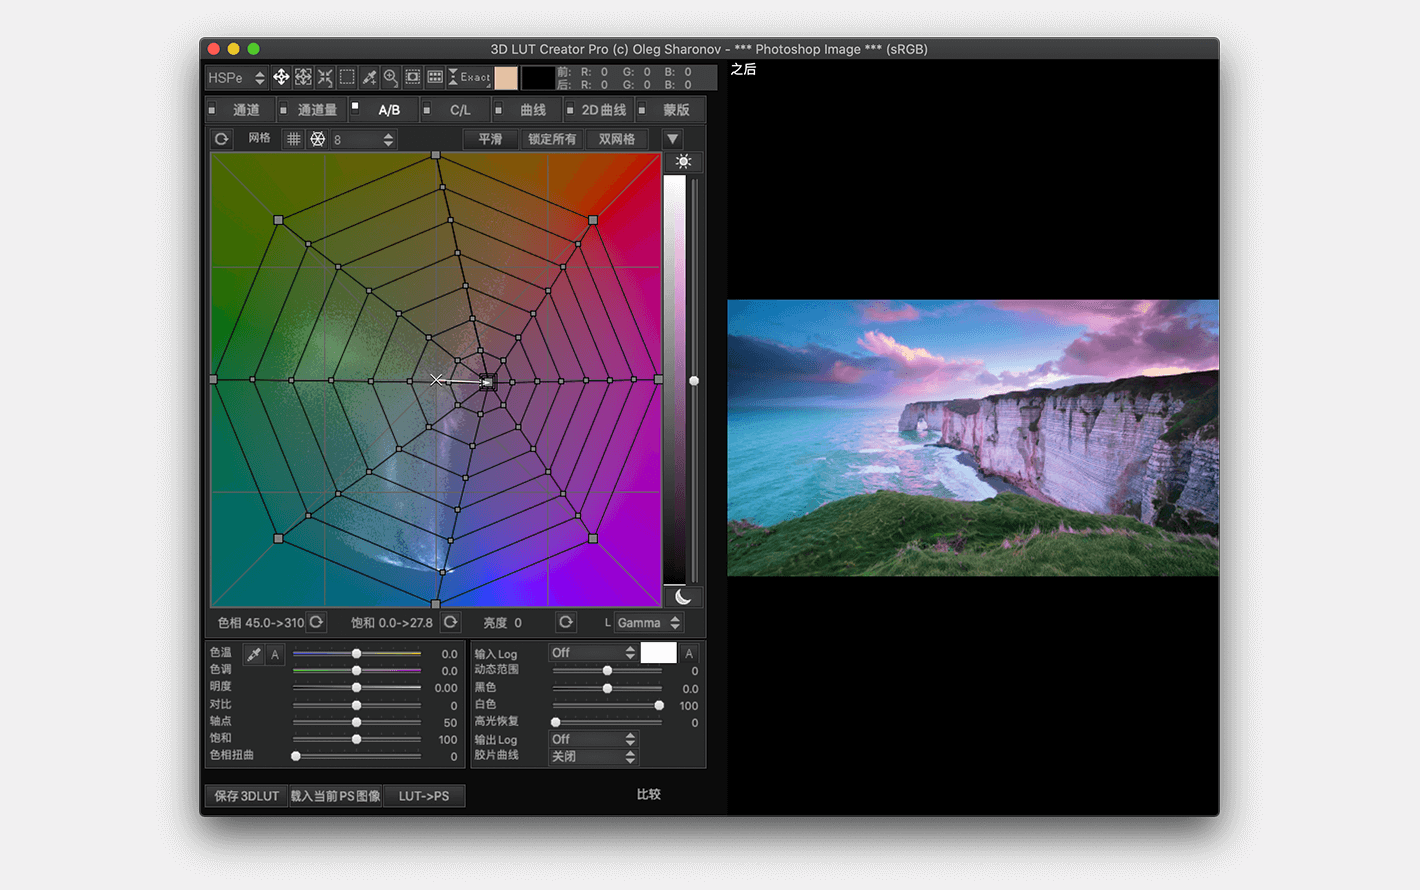 3D LUT Creator Pro (c) Oleg Sharonov - *** Photoshop Image *** (sRGB)
HSPe
Exact
前: R: 0 G: 0 B: 0
后: R: 0 G: 0 B: 0
之后
通道 通道量 A/B C/L 曲线 2D曲线 蒙版
网格 8 平滑 锁定所有 双网格
色相 45.0->310 饱和 0.0->27.8 亮度 0 L Gamma
色温 A 0.0
色调 0.0
明度 0.00
对比 0
轴点 50
饱和 100
色相扭曲 0
输入Log Off A
动态范围 0
黑色 0.0
白色 100
高光恢复 0
输出Log Off
胶片曲线 关闭
保存3DLUT 载入当前PS图像 LUT->PS 比较